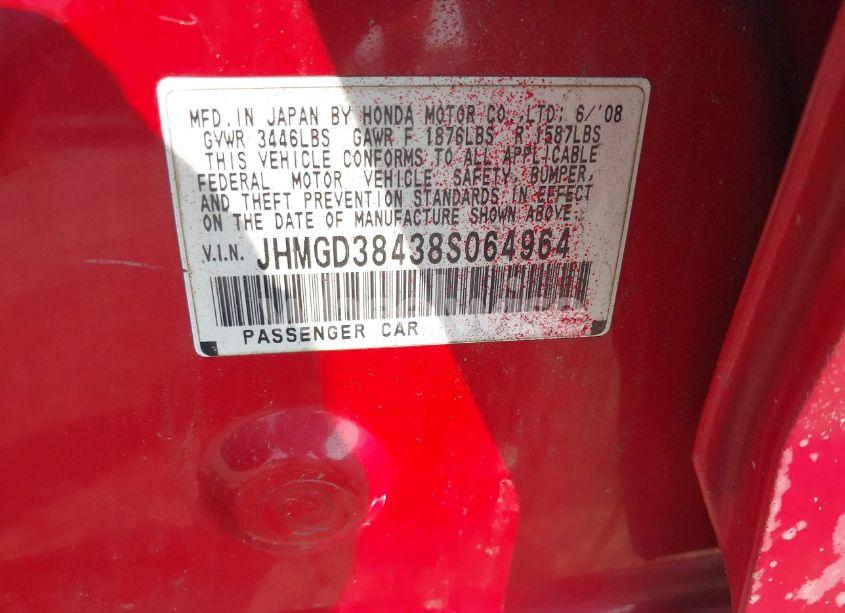 MFD. IN JAPAN BY HONDA MOTOR CO.,LTD; 6/'08
GVWR 3446LBS GAWR F 1876LBS R 1587LBS
THIS VEHICLE CONFORMS TO ALL APPLICABLE
FEDERAL MOTOR VEHICLE SAFETY, BUMPER,
AND THEFT PREVENTION STANDARDS IN EFFECT
ON THE DATE OF MANUFACTURE SHOWN ABOVE.
V.I.N. JHMGD38438S064964
PASSENGER CAR